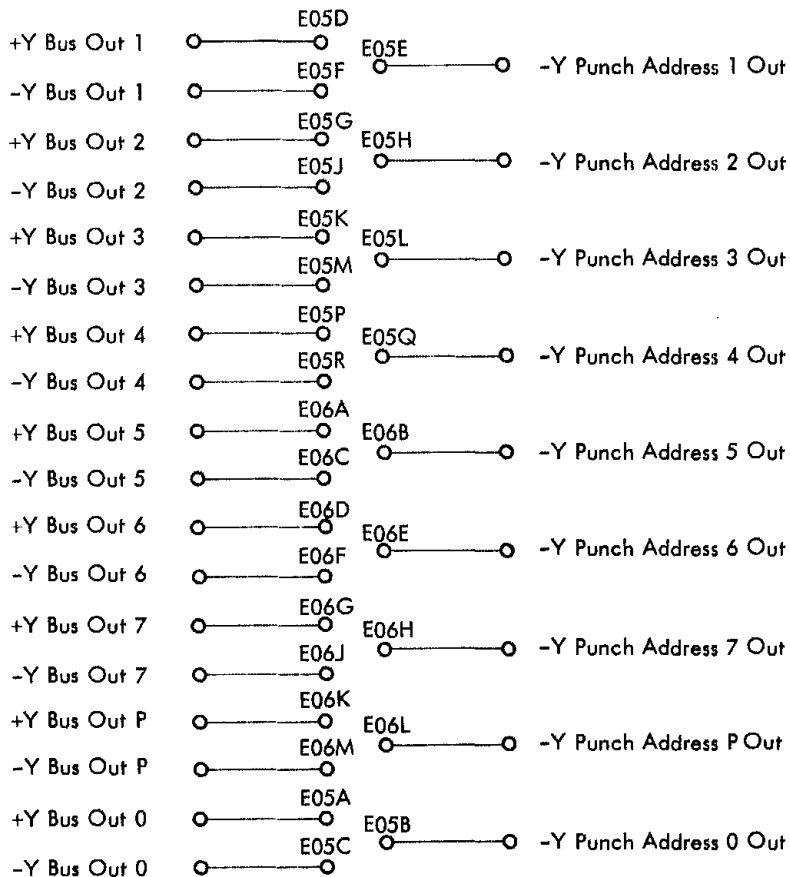 E05D
+Y Bus Out 1
E05E
-Y Punch Address 1 Out
E05F
-Y Bus Out 1
E05G
+Y Bus Out 2
E05H
-Y Punch Address 2 Out
E05J
-Y Bus Out 2
E05K
+Y Bus Out 3
E05L
-Y Punch Address 3 Out
E05M
-Y Bus Out 3
E05P
+Y Bus Out 4
E05Q
-Y Punch Address 4 Out
E05R
-Y Bus Out 4
E06A
+Y Bus Out 5
E06B
-Y Punch Address 5 Out
E06C
-Y Bus Out 5
E06D
+Y Bus Out 6
E06E
-Y Punch Address 6 Out
E06F
-Y Bus Out 6
E06G
+Y Bus Out 7
E06H
-Y Punch Address 7 Out
E06J
-Y Bus Out 7
E06K
+Y Bus Out P
E06L
-Y Punch Address P Out
E06M
-Y Bus Out P
E05A
+Y Bus Out 0
E05B
-Y Punch Address 0 Out
E05C
-Y Bus Out 0